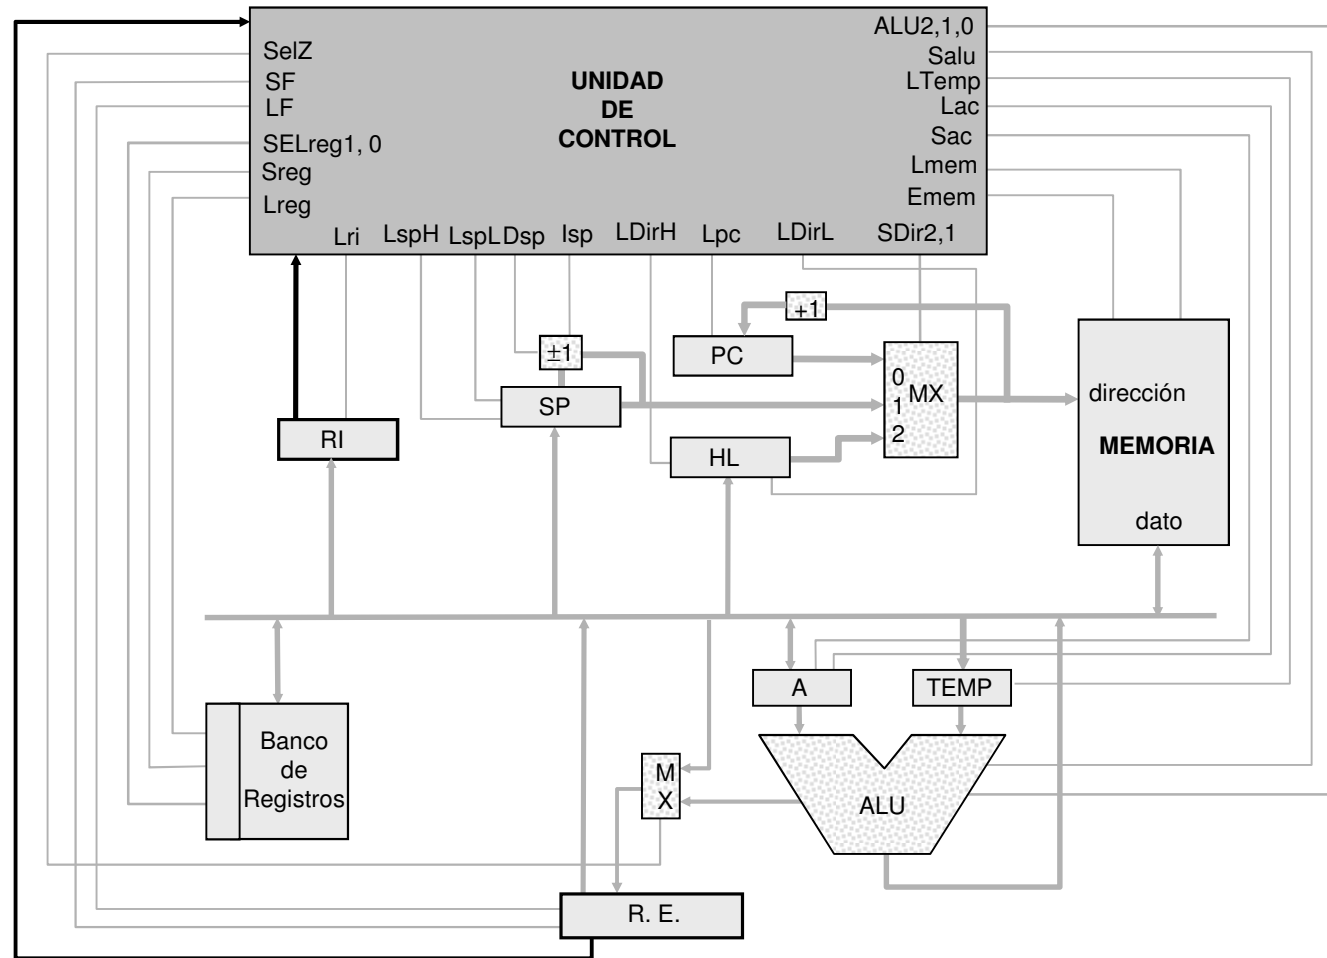 ALU2,1,0
SelZ
Salu
SF
UNIDAD
LTemp
LF
DE
Lac
SELreg1, 0
CONTROL
Sac
Sreg
Lmem
Lreg
Emem
Lri
LspH
LspL
Dsp
Isp
LDirH
Lpc
LDirL
SDir2,1
+1
±1
PC
0
1
2
MX
dirección
SP
RI
HL
MEMORIA
dato
A
TEMP
Banco
de
Registros
M
X
ALU
R. E.